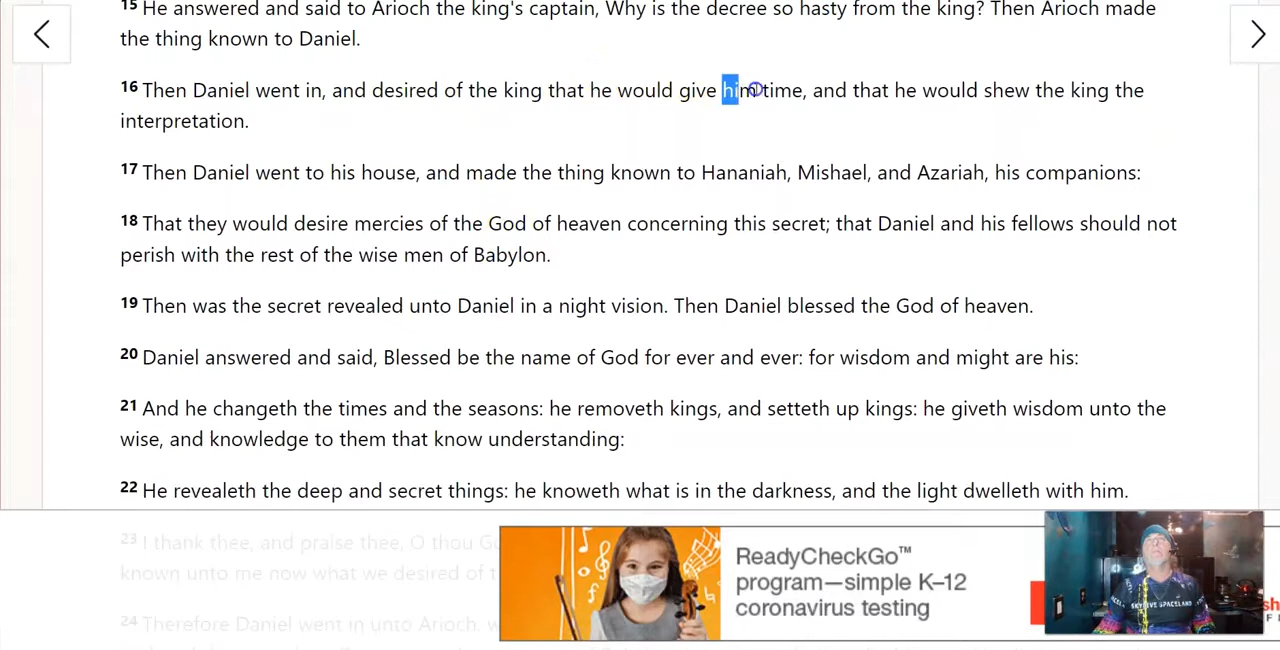 15 He answered and said to Arioch the king's captain, Why is the decree so hasty from the king? Then Arioch made
the thing known to Daniel.
16 Then Daniel went in, and desired of the king that he would give him time, and that he would shew the king the
interpretation.
17 Then Daniel went to his house, and made the thing known to Hananiah, Mishael, and Azariah, his companions:
18 That they would desire mercies of the God of heaven concerning this secret; that Daniel and his fellows should not
perish with the rest of the wise men of Babylon.
19 Then was the secret revealed unto Daniel in a night vision. Then Daniel blessed the God of heaven.
20 Daniel answered and said, Blessed be the name of God for ever and ever: for wisdom and might are his:
21 And he changeth the times and the seasons: he removeth kings, and setteth up kings: he giveth wisdom unto the
wise, and knowledge to them that know understanding:
22 He revealeth the deep and secret things: he knoweth what is in the darkness, and the light dwelleth with him.
23 I thank thee, and praise thee, O thou
known unto me now what we desired of
24 Therefore Daniel went in unto Arioch,
ReadyCheckGo™
program—simple K–12
coronavirus testing
SKYDIVE SPACELAND